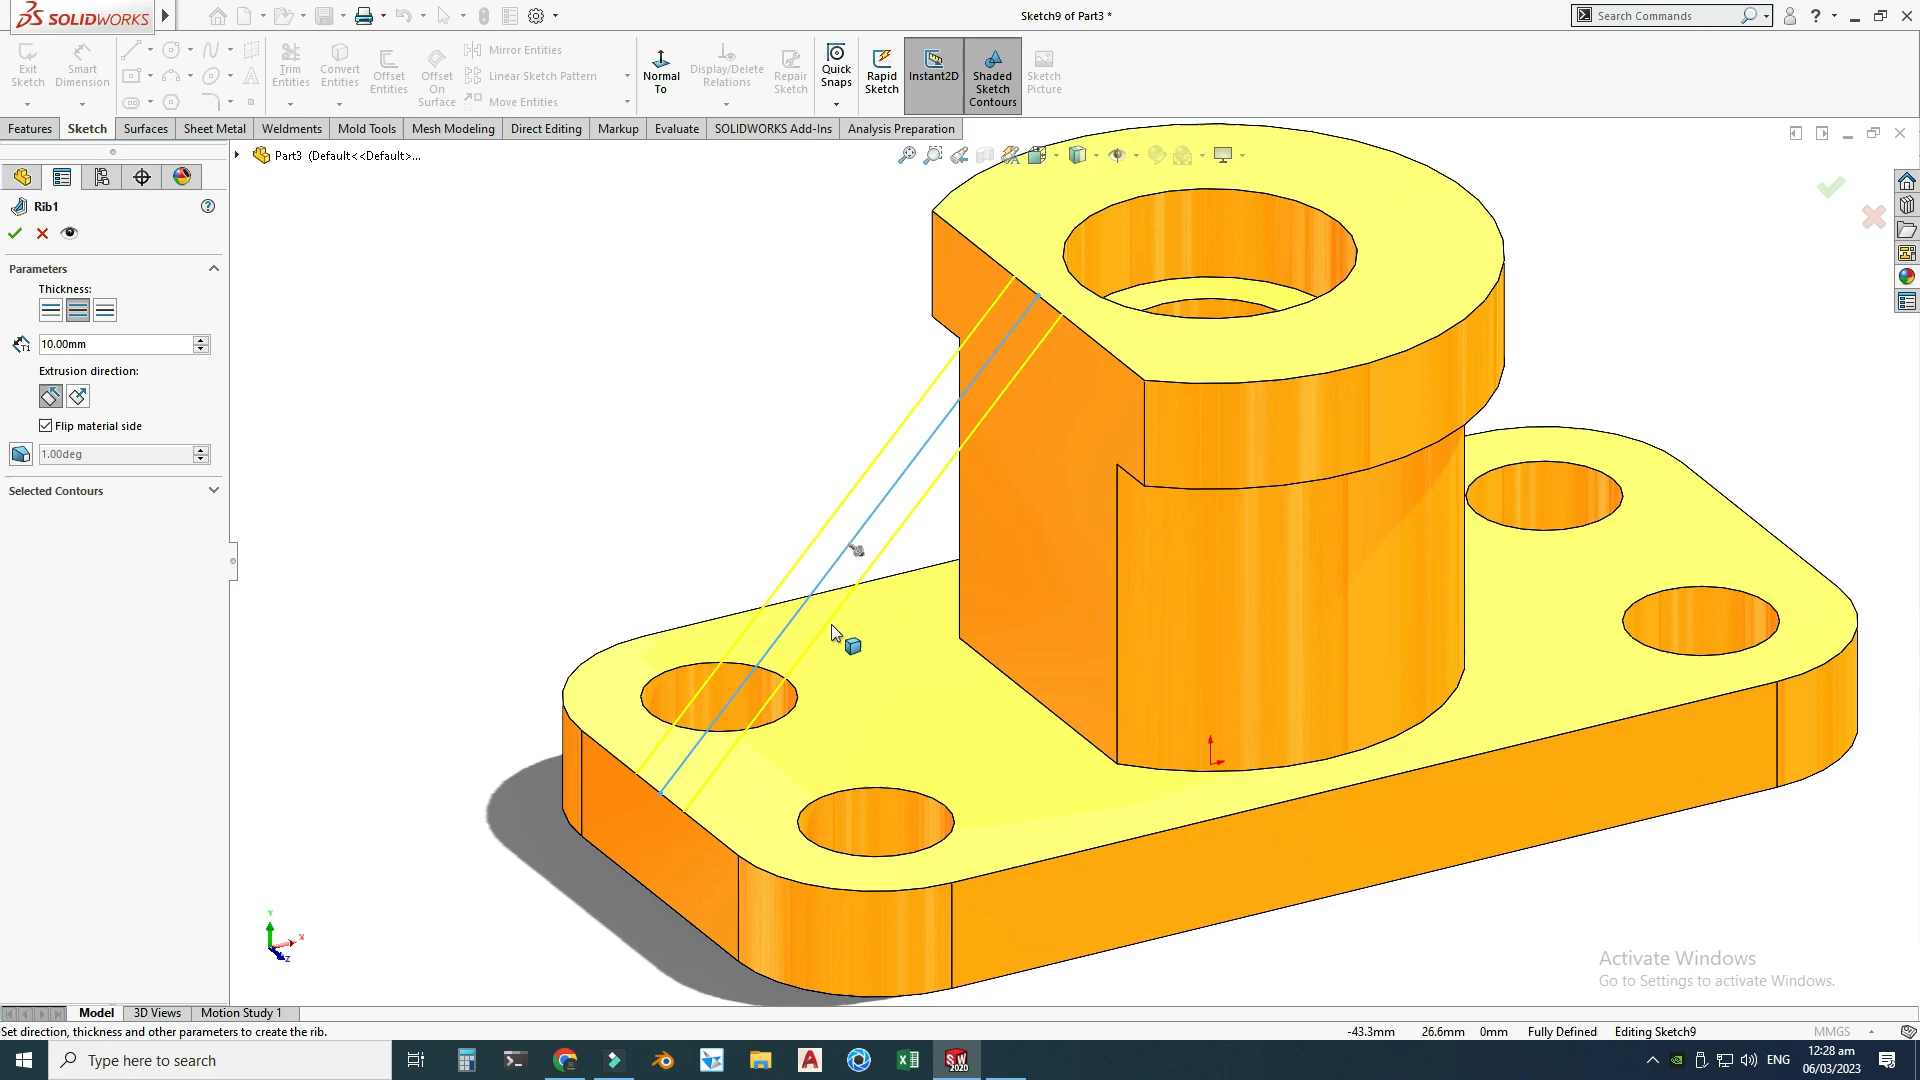 SOLIDWORKS
Sketch9 of Part3 *
Search Commands
Exit Sketch
Smart Dimension
Trim Entities
Convert Entities
Offset Entities
Offset On Surface
Mirror Entities
Linear Sketch Pattern
Move Entities
Normal To
Display/Delete Relations
Repair Sketch
Quick Snaps
Rapid Sketch
Instant2D
Shaded Sketch Contours
Sketch Picture
Features
Sketch
Surfaces
Sheet Metal
Weldments
Mold Tools
Mesh Modeling
Direct Editing
Markup
Evaluate
SOLIDWORKS Add-Ins
Analysis Preparation
Part3 (Default<<Default>...
Rib1
Parameters
Thickness:
T1
10.00mm
Extrusion direction:
Flip material side
1.00deg
Selected Contours
Y
X
Z
Activate Windows
Go to Settings to activate Windows.
Model
3D Views
Motion Study 1
Set direction, thickness and other parameters to create the rib.
-43.3mm
26.6mm
0mm
Fully Defined
Editing Sketch9
MMGS
Type here to search
SW
2020
ENG
12:28 am
06/03/2023